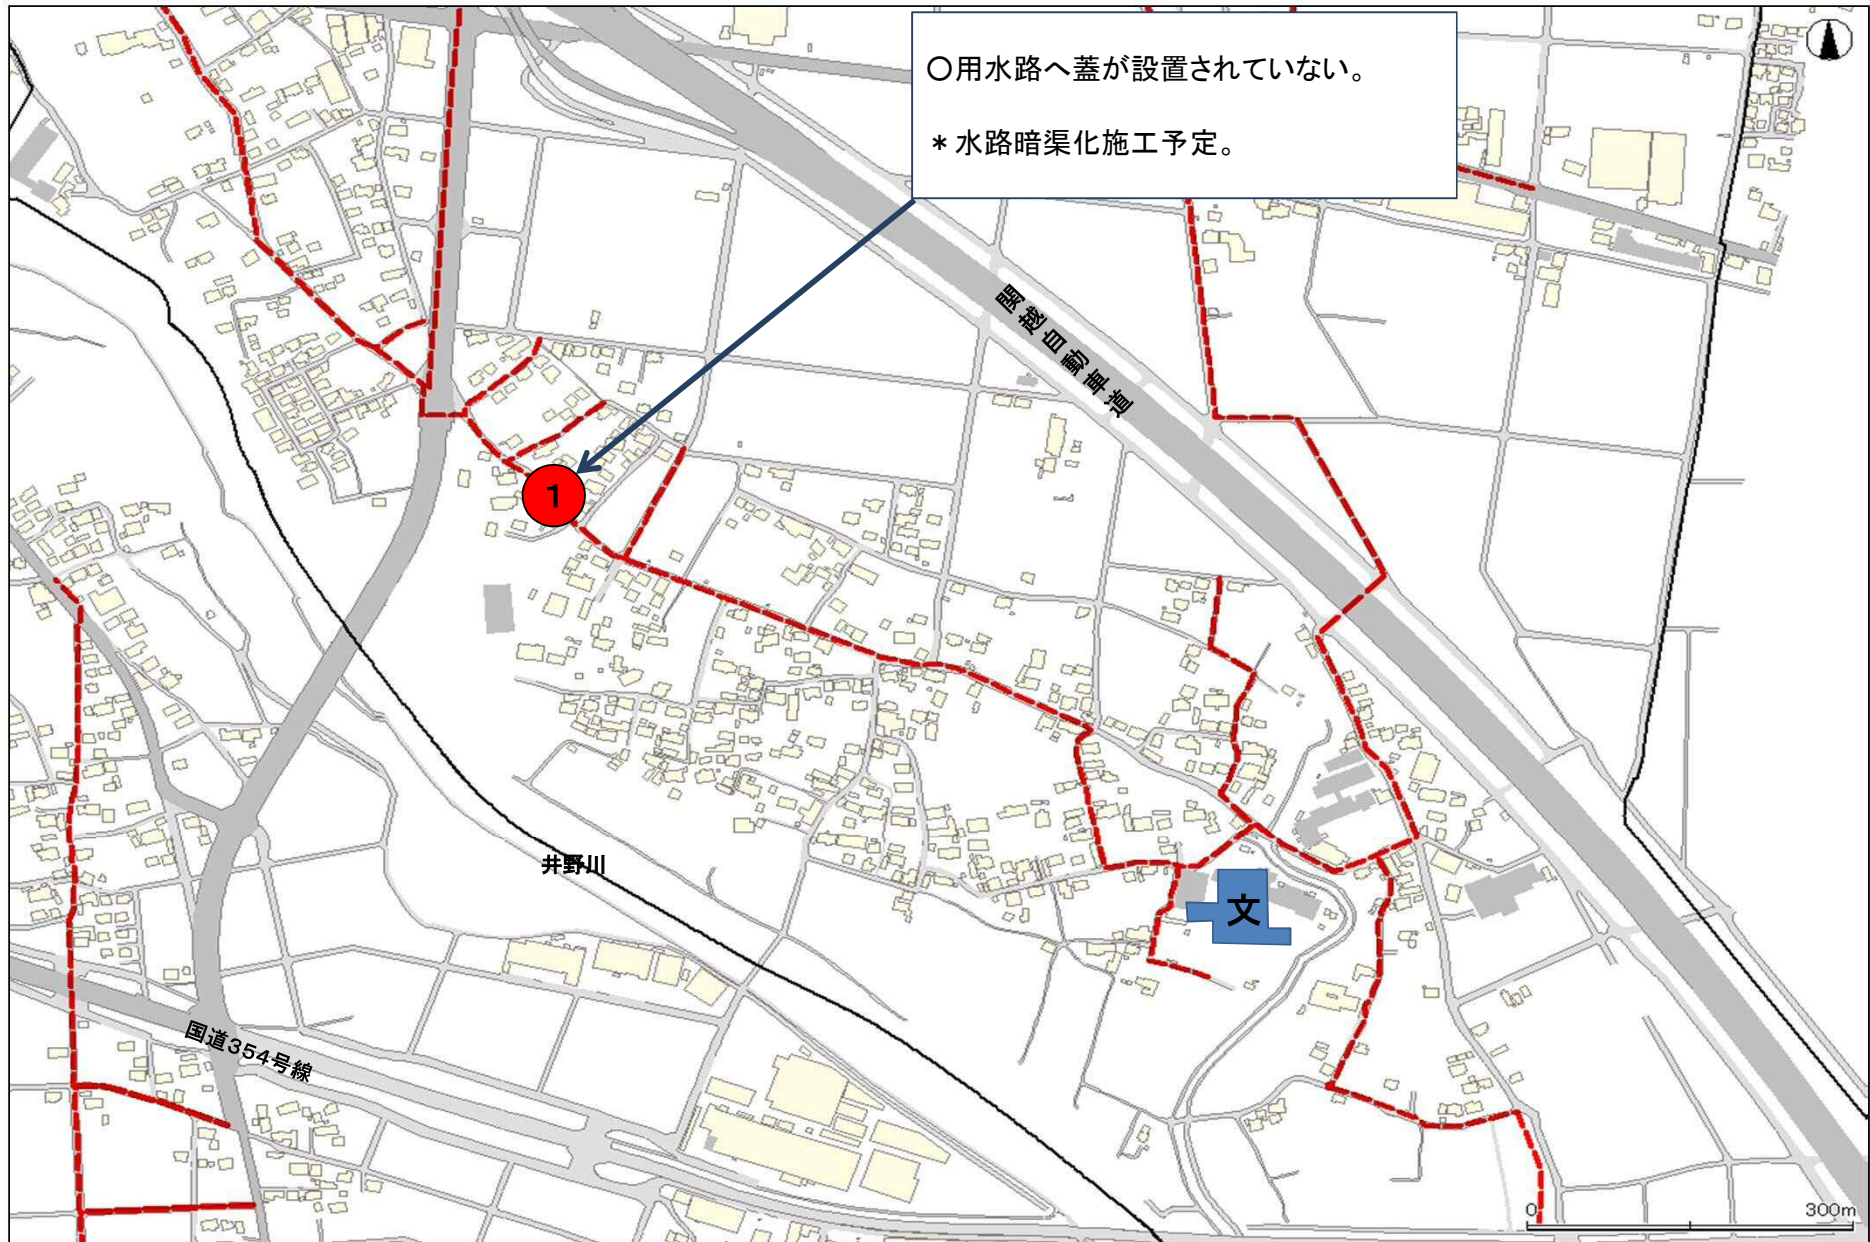 〇用水路へ蓋が設置されていない。
＊水路暗渠化施工予定。
関越自動車道
1
井野川
文
国道354号線
0 300m